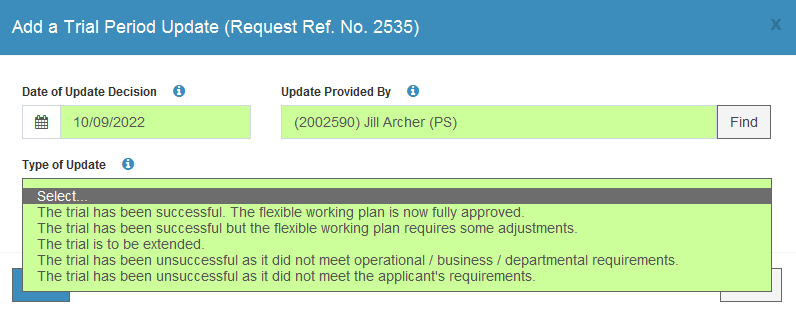 Add a Trial Period Update (Request Ref. No. 2535)
x
Date of Update Decision
Update Provided By
10/09/2022
(2002590) Jill Archer (PS)
Find
Type of Update
Select...
The trial has been successful. The flexible working plan is now fully approved.
The trial has been successful but the flexible working plan requires some adjustments.
The trial is to be extended.
The trial has been unsuccessful as it did not meet operational / business / departmental requirements.
The trial has been unsuccessful as it did not meet the applicant's requirements.